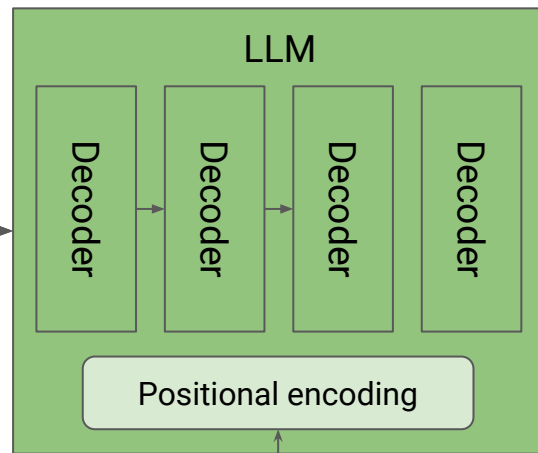 LLM
Decoder
Decoder
Decoder
Decoder
Positional encoding